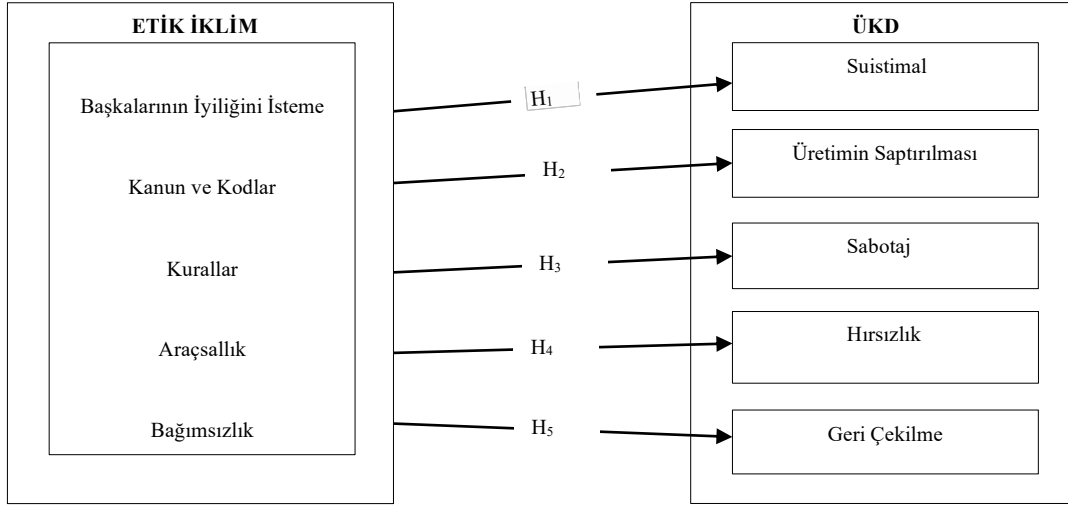 ETİK İKLİM
Başkalarının İyiliğini İsteme
Kanun ve Kodlar
Kurallar
Araçsallık
Bağımsızlık
H₁
H₂
H₃
H₄
H₅
ÜKD
Suistimal
Üretimin Saptırılması
Sabotaj
Hırsızlık
Geri Çekilme